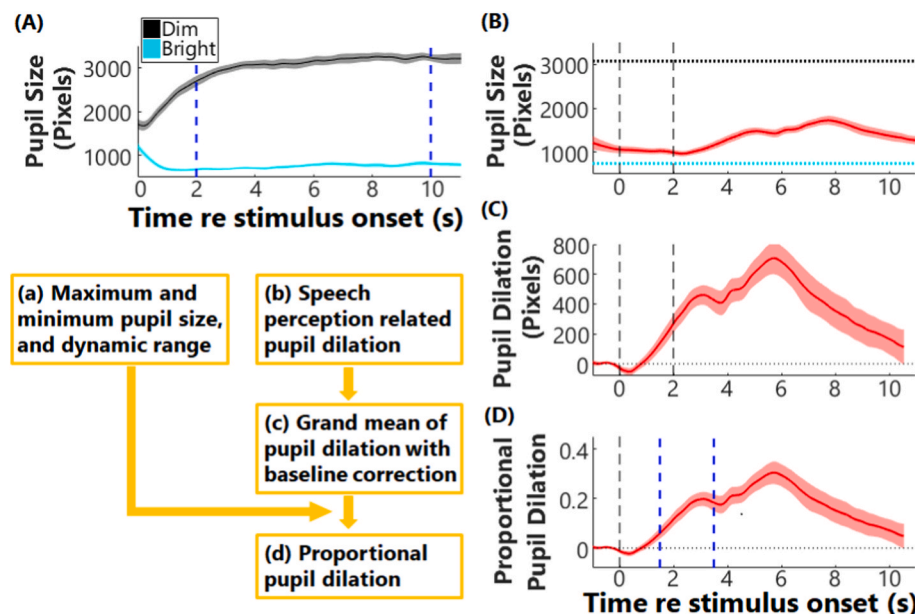 (A)
Dim
Bright
Pupil Size
(Pixels)
3000
2000
1000
0 2 4 6 8 10
Time re stimulus onset (s)
(B)
Pupil Size
(Pixels)
3000
2000
1000
0 2 4 6 8 10
(C)
Pupil Dilation
(Pixels)
800
600
400
200
0
0 2 4 6 8 10
(D)
Proportional
Pupil Dilation
0.4
0.2
0
0 2 4 6 8 10
Time re stimulus onset (s)
(a) Maximum and
minimum pupil size,
and dynamic range
(b) Speech
perception related
pupil dilation
(c) Grand mean of
pupil dilation with
baseline correction
(d) Proportional
pupil dilation